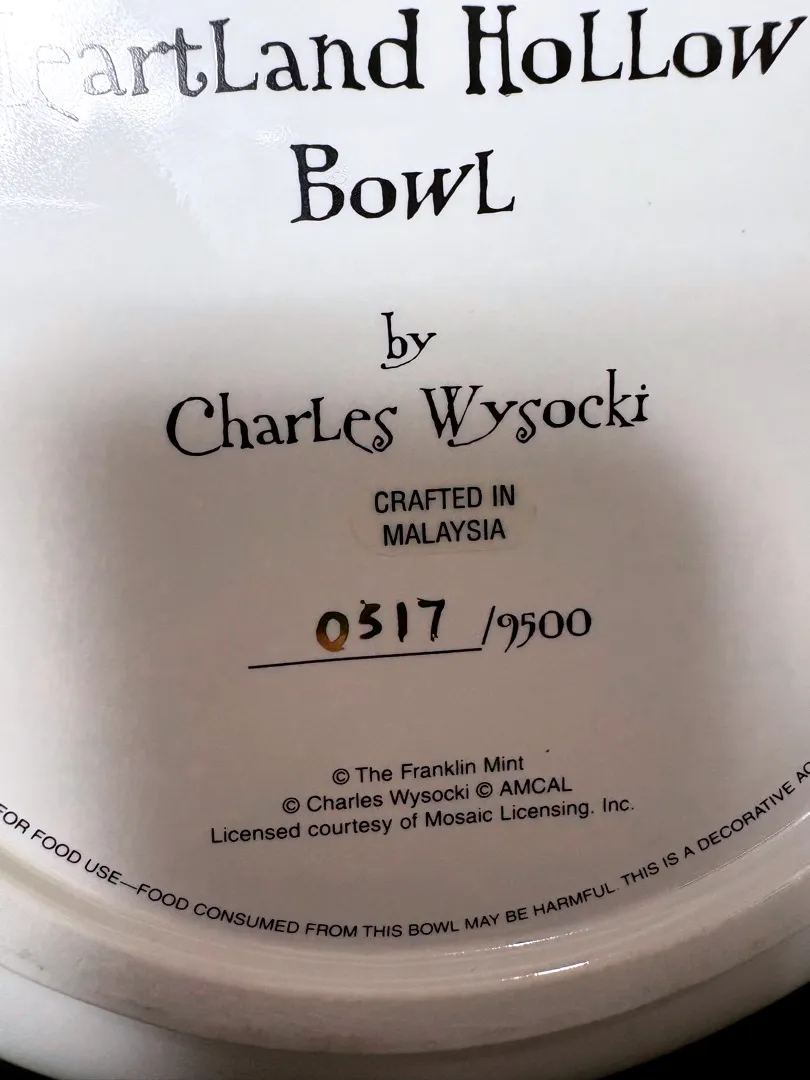 HeartLand HoLLow
BowL
by
CharLes Wysocki
CRAFTED IN
MALAYSIA
0517 /9500
© The Franklin Mint
© Charles Wysocki © AMCAL
Licensed courtesy of Mosaic Licensing. Inc.
FOR FOOD USE—FOOD CONSUMED FROM THIS BOWL MAY BE HARMFUL. THIS IS A DECORATIVE